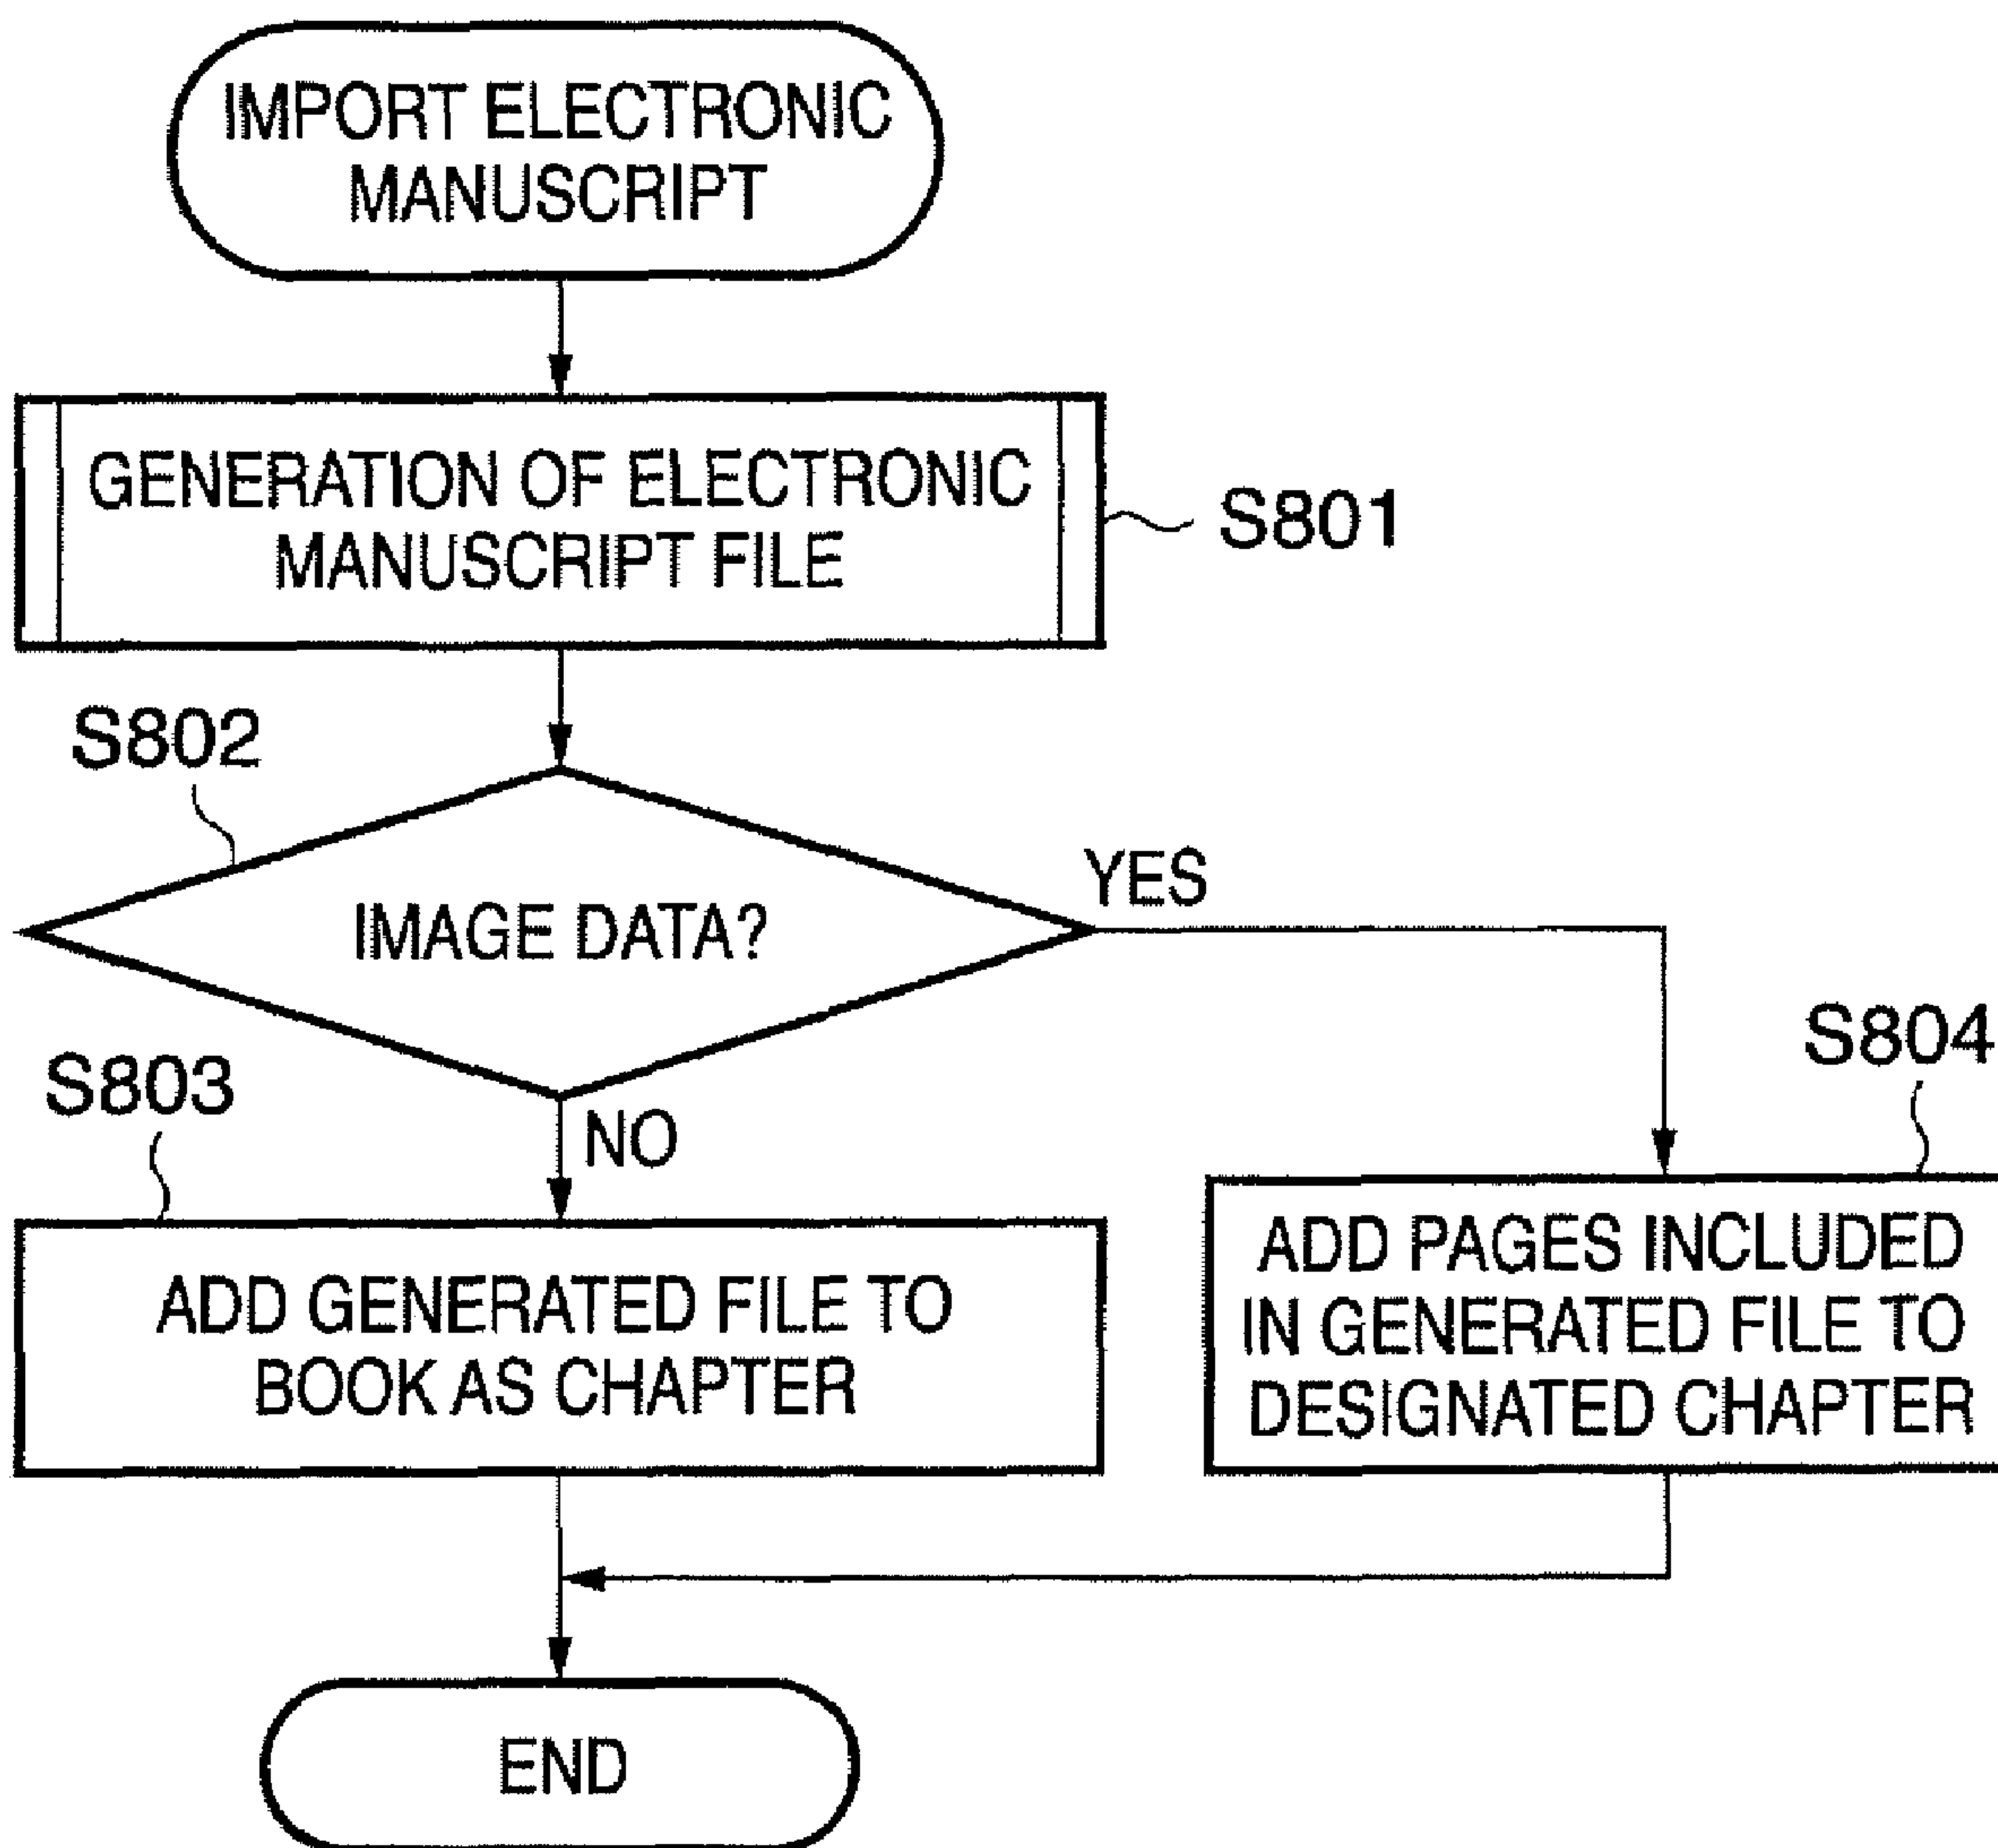 IMPORT ELECTRONIC
MANUSCRIPT
GENERATION OF ELECTRONIC
MANUSCRIPT FILE
S801
S802
IMAGE DATA?
YES
NO
S803
ADD GENERATED FILE TO
BOOK AS CHAPTER
S804
ADD PAGES INCLUDED
IN GENERATED FILE TO
DESIGNATED CHAPTER
END